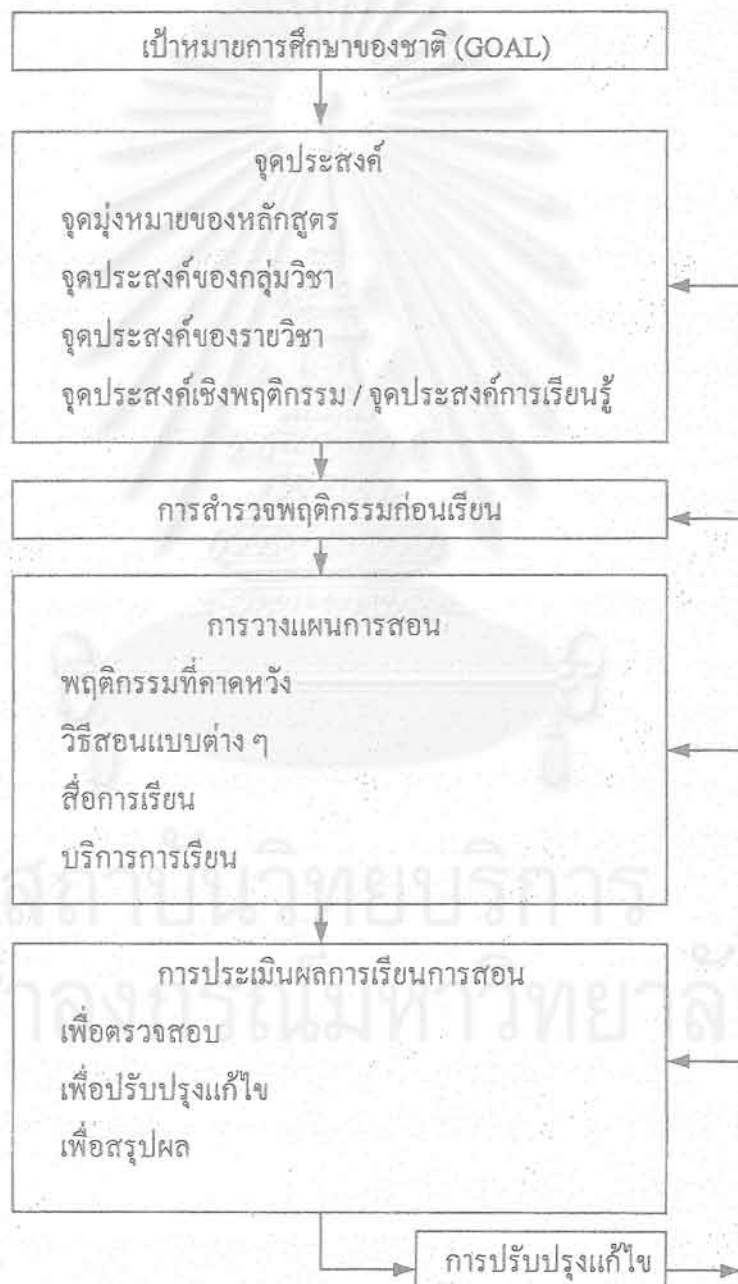 เป้าหมายการศึกษาของชาติ (GOAL)
จุดประสงค์
จุดมุ่งหมายของหลักสูตร
จุดประสงค์ของกลุ่มวิชา
จุดประสงค์ของรายวิชา
จุดประสงค์เชิงพฤติกรรม / จุดประสงค์การเรียนรู้
การสำรวจพฤติกรรมก่อนเรียน
การวางแผนการสอน
พฤติกรรมที่คาดหวัง
วิธีสอนแบบต่าง ๆ
สื่อการเรียน
บริการการเรียน
สถาบันวิทยบริการ
การประเมินผลการเรียนการสอน
เพื่อตรวจสอบ
เพื่อปรับปรุงแก้ไข
เพื่อสรุปผล
การปรับปรุงแก้ไข